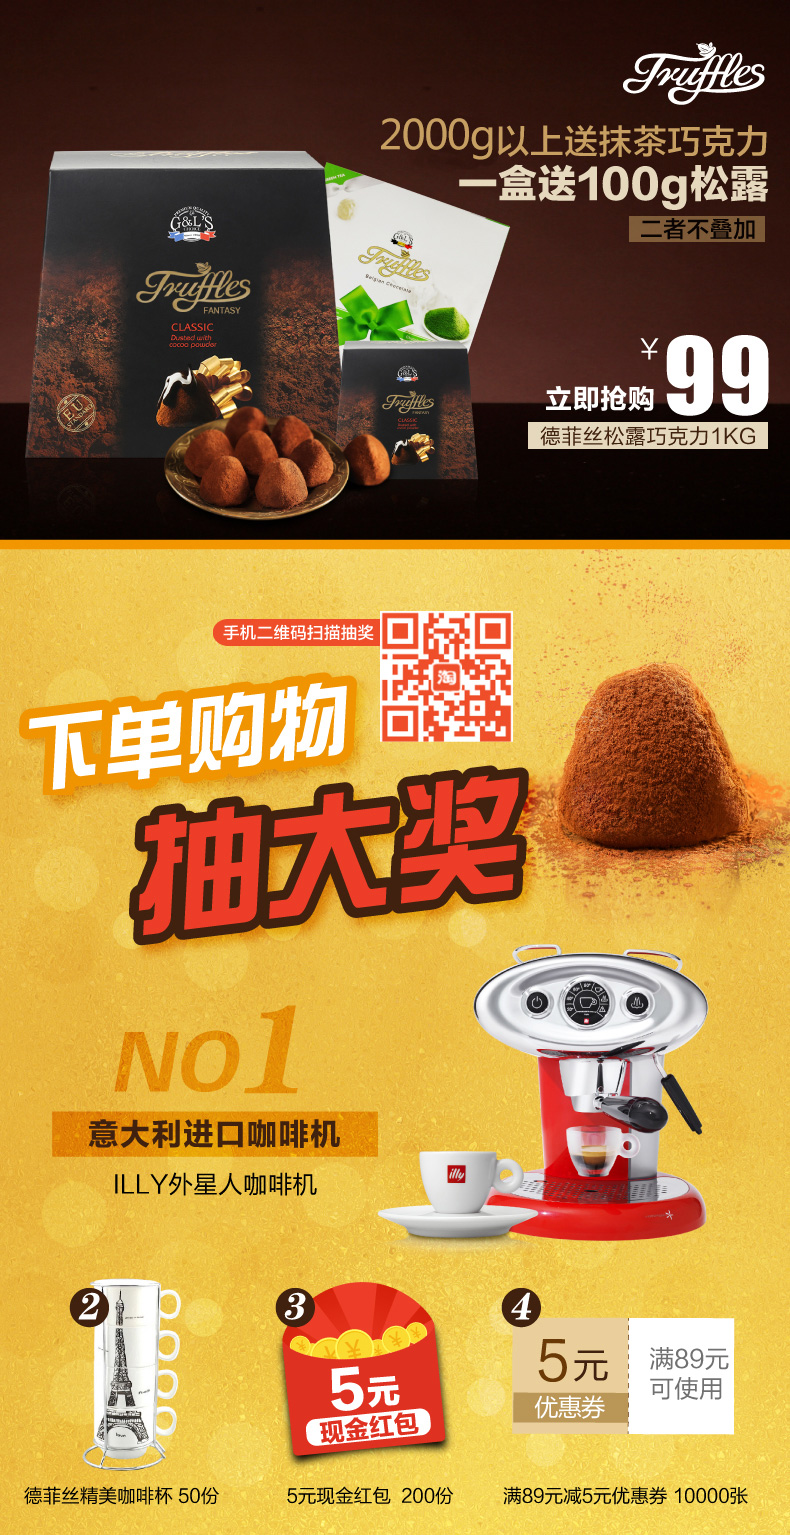 Truffles
2000g以上送抹茶巧克力
一盒送100g松露
二者不叠加
PREMIUM QUALITY
G&L'S
Truffles
FANTASY
CLASSIC
Dusted with
cocoa powder
E.U.
GREEN TEA
G&L'S
Truffles
Belgian Chocolate
G&L'S
Truffles
FANTASY
CLASSIC
¥99
立即抢购
德菲丝松露巧克力1KG
手机二维码扫描抽奖
淘
下单购物
抽大奖
NO1
意大利进口咖啡机
ILLY外星人咖啡机
illy
2
3
5元
现金红包
4
5元
优惠券
满89元
可使用
德菲丝精美咖啡杯 50份
5元现金红包 200份
满89元减5元优惠券 10000张